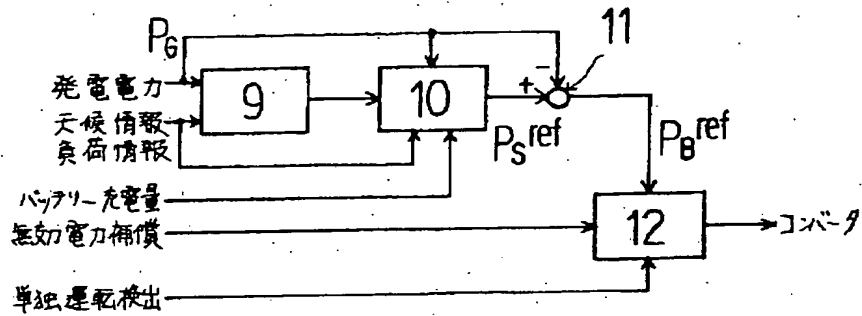 P_G
11
発電電力
天候情報
負荷情報
9
10
+
-
P_S^ref
P_B^ref
バッテリー充電量
無効電力補償
12
コンバータ
単独運転検出